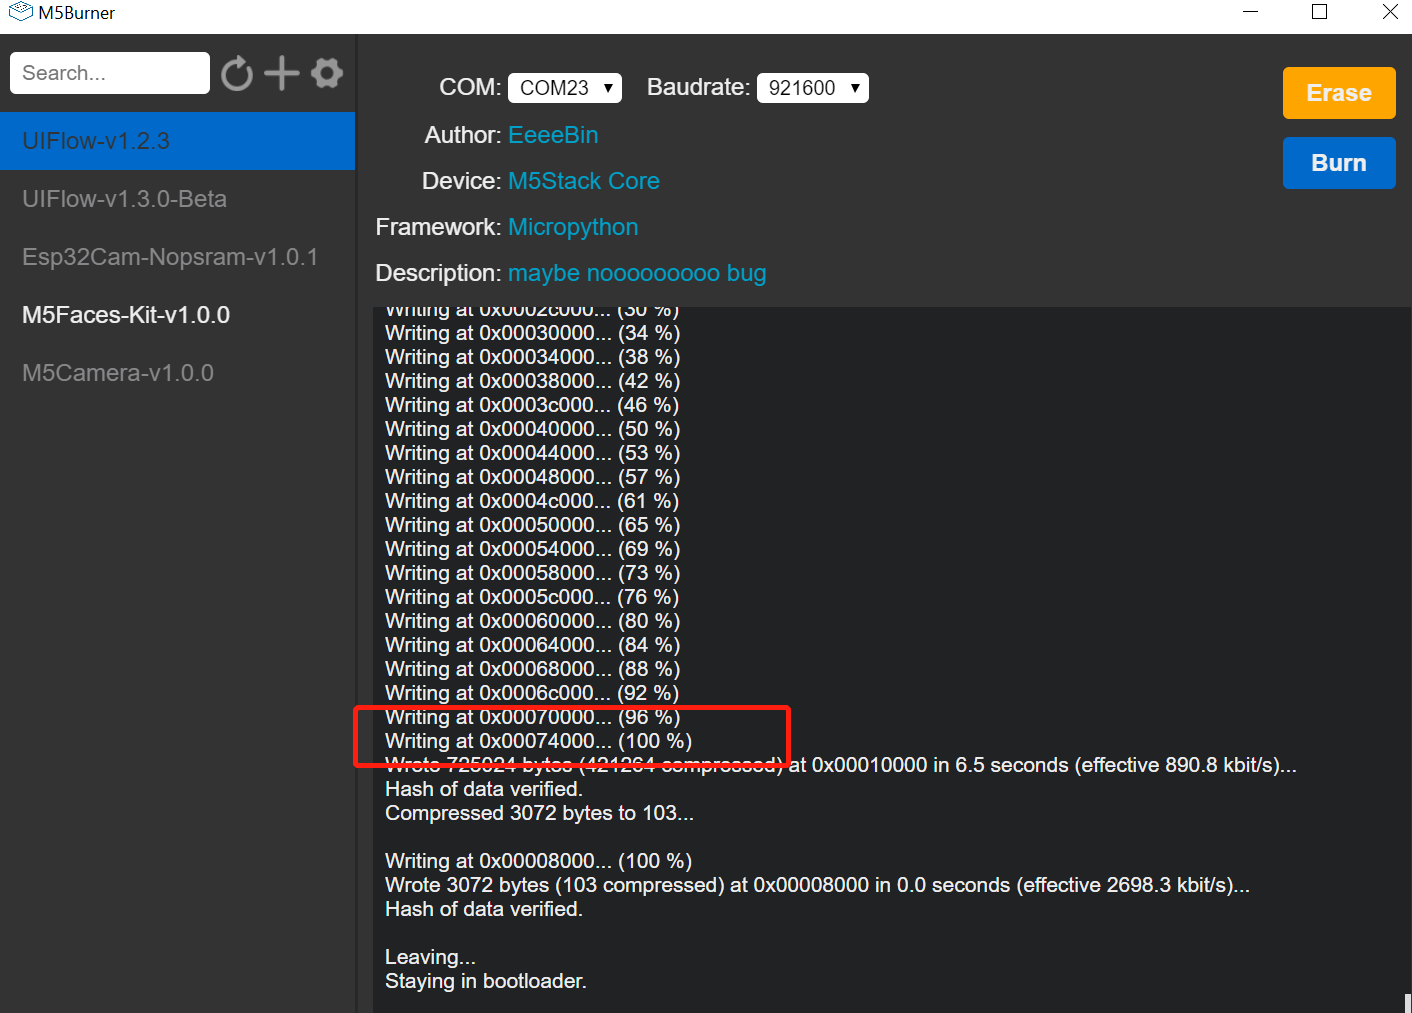 M5Burner
Search...
COM: COM23 ▼ Baudrate: 921600 ▼
Erase
Burn
Author: EeeeBin
Device: M5Stack Core
Framework: Micropython
Description: maybe nooooooooo bug
UIFlow-v1.2.3
UIFlow-v1.3.0-Beta
Esp32Cam-Nopsram-v1.0.1
M5Faces-Kit-v1.0.0
M5Camera-v1.0.0
Writing at 0x0002c000... (30 %)
Writing at 0x00030000... (34 %)
Writing at 0x00034000... (38 %)
Writing at 0x00038000... (42 %)
Writing at 0x0003c000... (46 %)
Writing at 0x00040000... (50 %)
Writing at 0x00044000... (53 %)
Writing at 0x00048000... (57 %)
Writing at 0x0004c000... (61 %)
Writing at 0x00050000... (65 %)
Writing at 0x00054000... (69 %)
Writing at 0x00058000... (73 %)
Writing at 0x0005c000... (76 %)
Writing at 0x00060000... (80 %)
Writing at 0x00064000... (84 %)
Writing at 0x00068000... (88 %)
Writing at 0x0006c000... (92 %)
Writing at 0x00070000... (96 %)
Writing at 0x00074000... (100 %)
Wrote 725024 bytes (421264 compressed) at 0x00010000 in 6.5 seconds (effective 890.8 kbit/s)...
Hash of data verified.
Compressed 3072 bytes to 103...
Writing at 0x00008000... (100 %)
Wrote 3072 bytes (103 compressed) at 0x00008000 in 0.0 seconds (effective 2698.3 kbit/s)...
Hash of data verified.
Leaving...
Staying in bootloader.